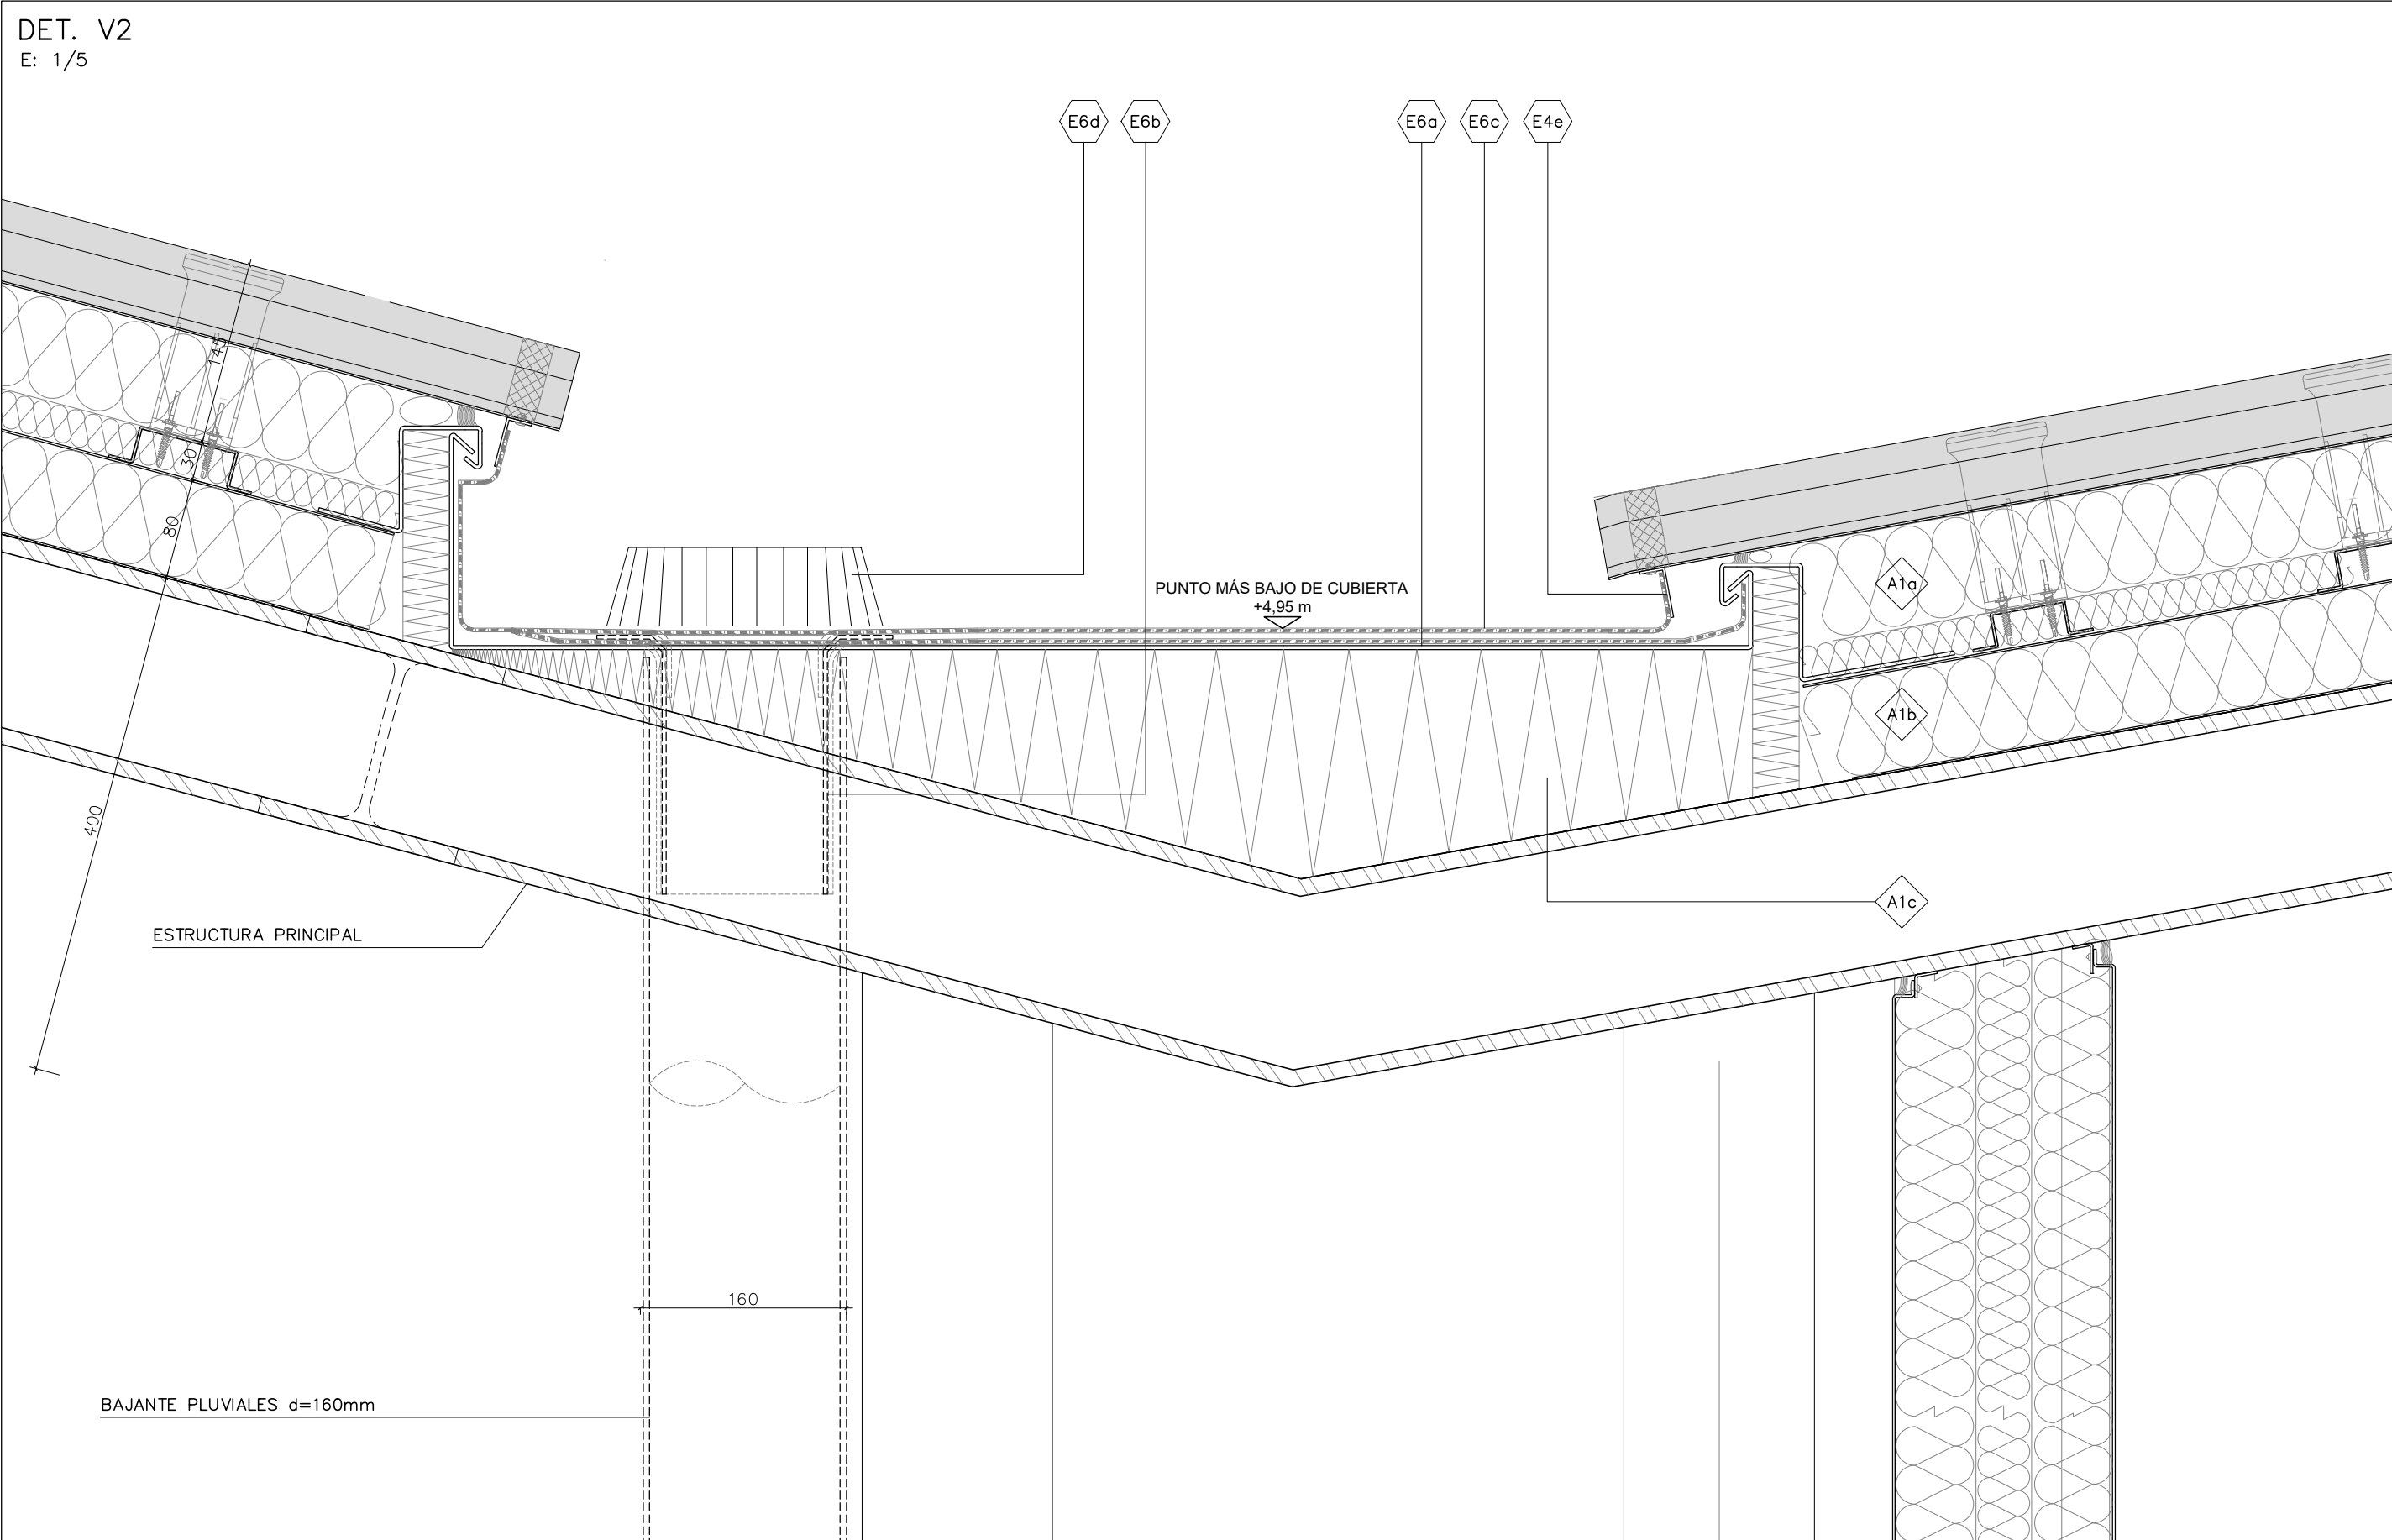 DET. V2
E: 1/5
E6d E6b E6a E6c E4e
145
30
80
400
PUNTO MÁS BAJO DE CUBIERTA
+4,95 m
A1a
A1b
A1c
ESTRUCTURA PRINCIPAL
160
BAJANTE PLUVIALES d=160mm